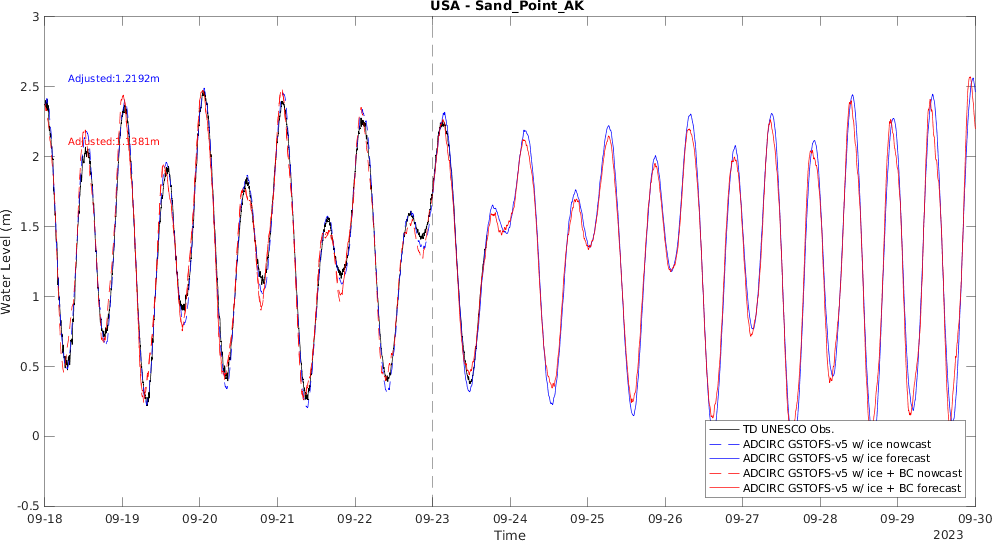 USA - Sand_Point_AK
3
2.5
2
1.5
1
0.5
0
-0.5
Water Level (m)
Adjusted:1.2192m
Adjusted:1.1381m
TD UNESCO Obs.
ADCIRC GSTOFS-v5 w/ ice nowcast
ADCIRC GSTOFS-v5 w/ ice forecast
ADCIRC GSTOFS-v5 w/ ice + BC nowcast
ADCIRC GSTOFS-v5 w/ ice + BC forecast
09-18 09-19 09-20 09-21 09-22 09-23 09-24 09-25 09-26 09-27 09-28 09-29 09-30
Time
2023